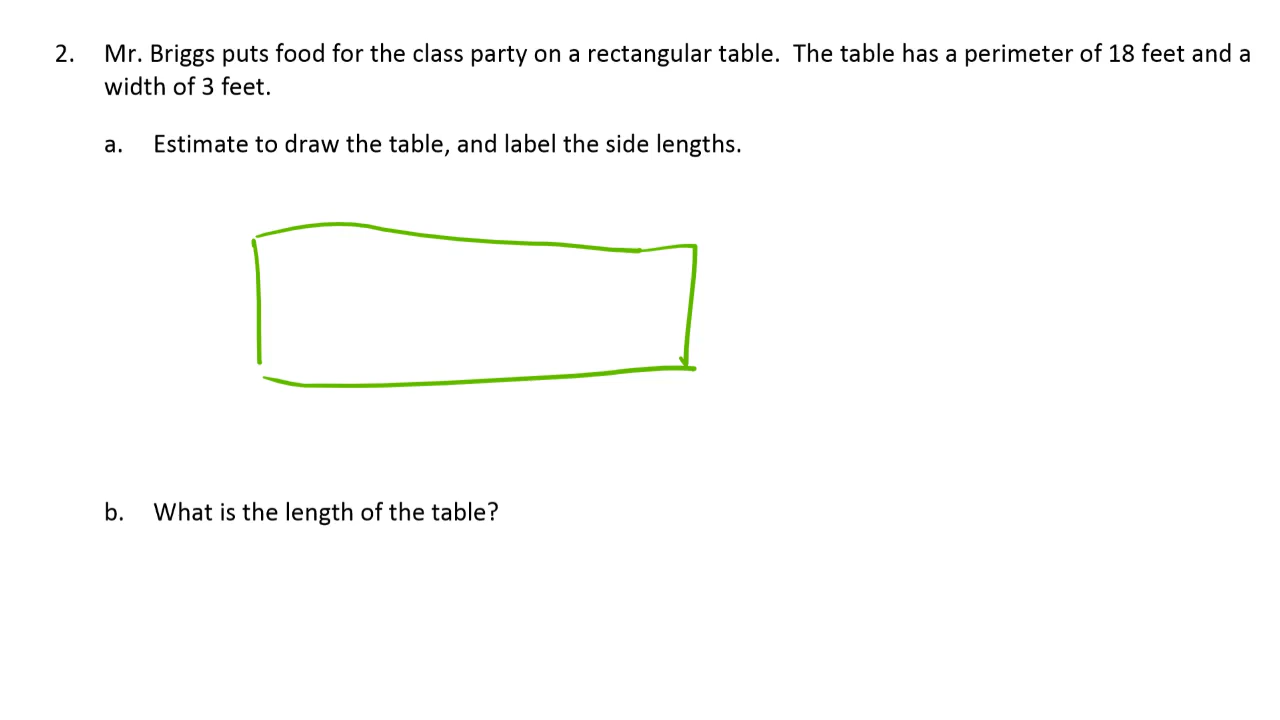 2. Mr. Briggs puts food for the class party on a rectangular table. The table has a perimeter of 18 feet and a
width of 3 feet.
a. Estimate to draw the table, and label the side lengths.
b. What is the length of the table?